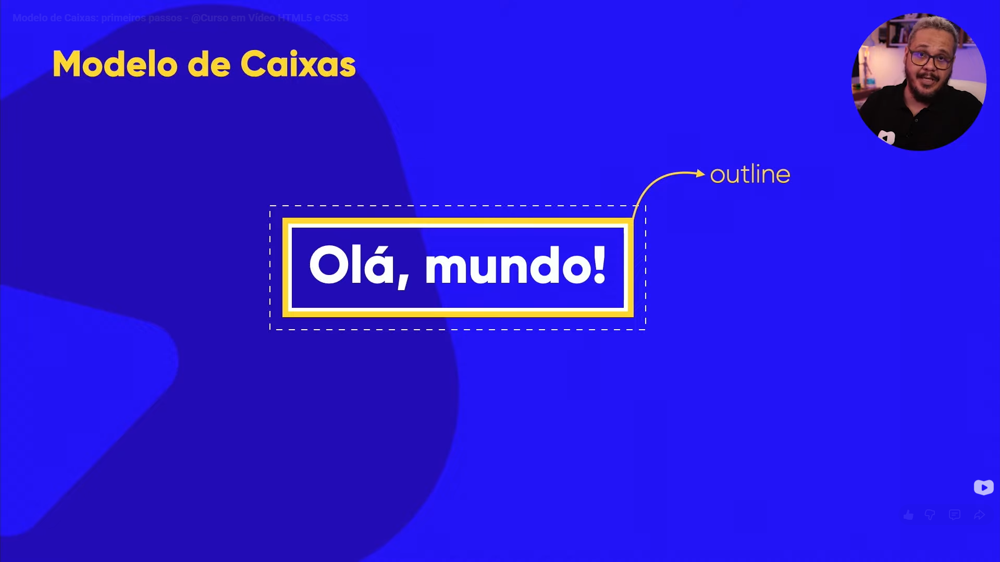 Modelo de Caixas: primeiros passos - @Curso em Vídeo HTML5 e CSS3
Modelo de Caixas
outline
Olá, mundo!